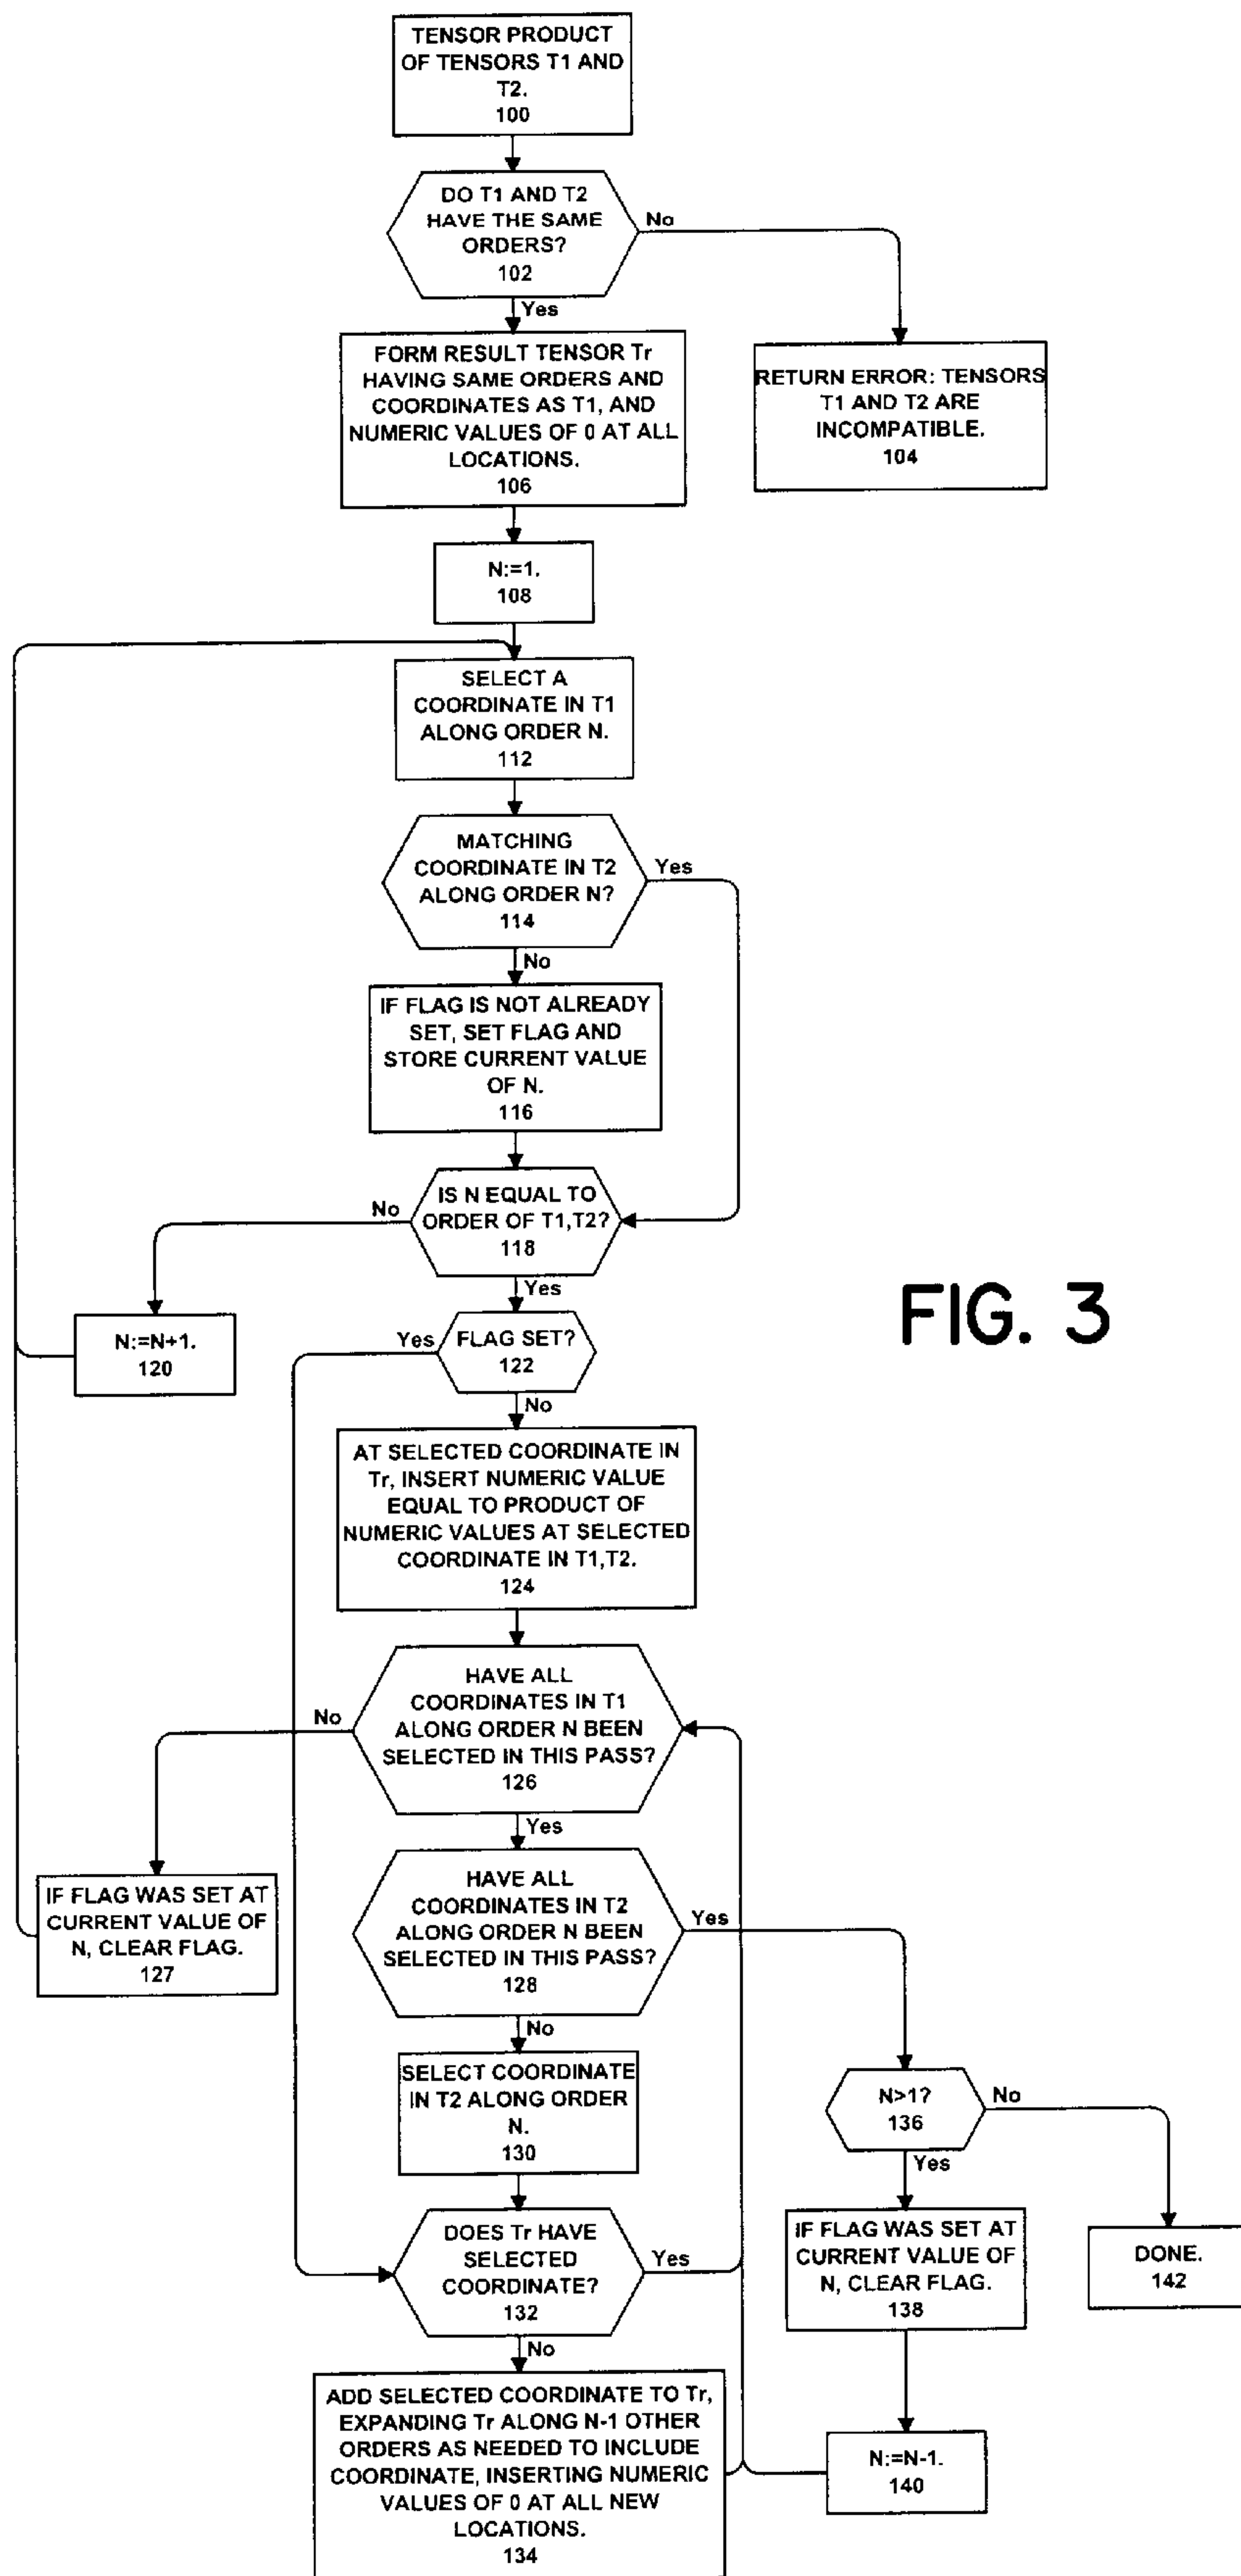 TENSOR PRODUCT
OF TENSORS T1 AND
T2.
100
DO T1 AND T2
HAVE THE SAME
ORDERS?
102
No
Yes
FORM RESULT TENSOR Tr
HAVING SAME ORDERS AND
COORDINATES AS T1, AND
NUMERIC VALUES OF 0 AT ALL
LOCATIONS.
106
RETURN ERROR: TENSORS
T1 AND T2 ARE
INCOMPATIBLE.
104
N:=1.
108
SELECT A
COORDINATE IN T1
ALONG ORDER N.
112
MATCHING
COORDINATE IN T2
ALONG ORDER N?
114
Yes
No
IF FLAG IS NOT ALREADY
SET, SET FLAG AND
STORE CURRENT VALUE
OF N.
116
IS N EQUAL TO
ORDER OF T1,T2?
118
No
Yes
N:=N+1.
120
FLAG SET?
122
Yes
No
FIG. 3
AT SELECTED COORDINATE IN
Tr, INSERT NUMERIC VALUE
EQUAL TO PRODUCT OF
NUMERIC VALUES AT SELECTED
COORDINATE IN T1,T2.
124
HAVE ALL
COORDINATES IN T1
ALONG ORDER N BEEN
SELECTED IN THIS PASS?
126
No
Yes
IF FLAG WAS SET AT
CURRENT VALUE OF
N, CLEAR FLAG.
127
HAVE ALL
COORDINATES IN T2
ALONG ORDER N BEEN
SELECTED IN THIS PASS?
128
Yes
No
SELECT COORDINATE
IN T2 ALONG ORDER
N.
130
N>1?
136
No
Yes
DOES Tr HAVE
SELECTED
COORDINATE?
132
Yes
No
IF FLAG WAS SET AT
CURRENT VALUE OF
N, CLEAR FLAG.
138
DONE.
142
ADD SELECTED COORDINATE TO Tr,
EXPANDING Tr ALONG N-1 OTHER
ORDERS AS NEEDED TO INCLUDE
COORDINATE, INSERTING NUMERIC
VALUES OF 0 AT ALL NEW
LOCATIONS.
134
N:=N-1.
140